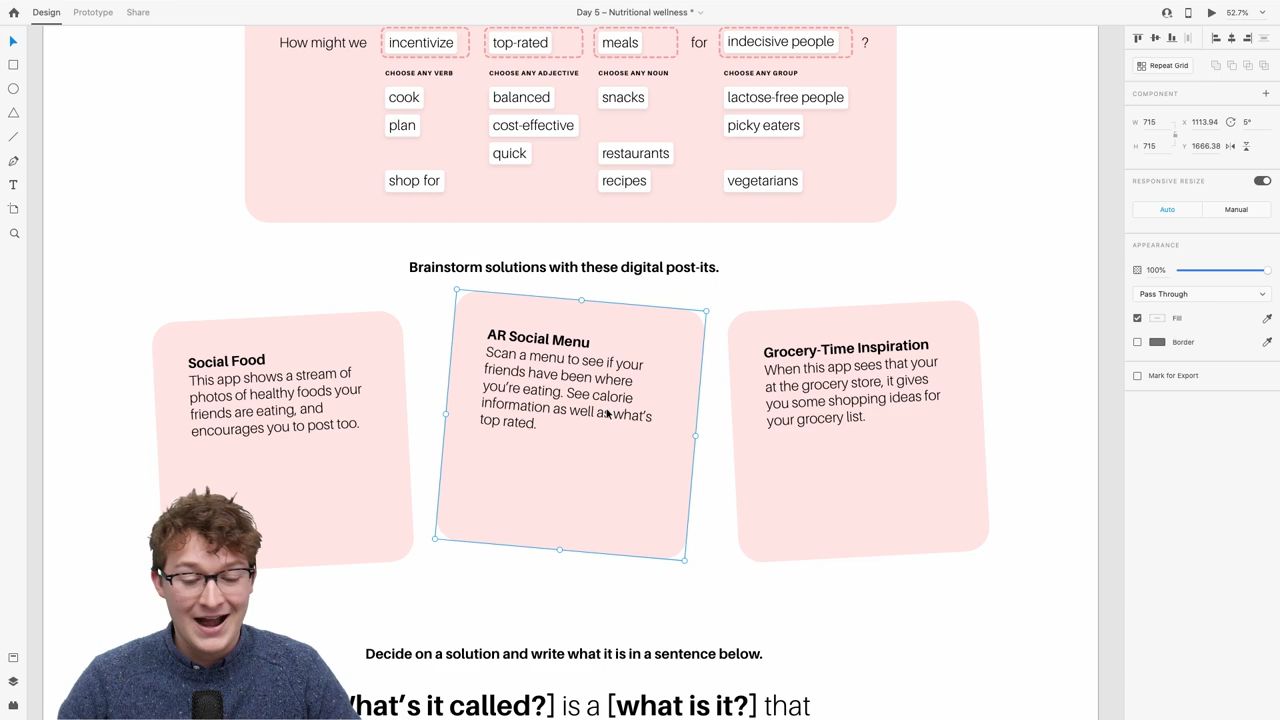 Design Prototype Share
Day 5 – Nutritional wellness *
52.7%
How might we incentivize top-rated meals for indecisive people ?
CHOOSE ANY VERB CHOOSE ANY ADJECTIVE CHOOSE ANY NOUN CHOOSE ANY GROUP
cook balanced snacks lactose-free people
plan cost-effective picky eaters
quick restaurants
shop for recipes vegetarians
Brainstorm solutions with these digital post-its.
Social Food
This app shows a stream of
photos of healthy foods your
friends are eating, and
encourages you to post too.
AR Social Menu
Scan a menu to see if your
friends have been where
you're eating. See calorie
information as well as what's
top rated.
Grocery-Time Inspiration
When this app sees that your
at the grocery store, it gives
you some shopping ideas for
your grocery list.
Decide on a solution and write what it is in a sentence below.
hat's it called?] is a [what is it?] that
Repeat Grid
COMPONENT
W 715 X 1113.94 5°
H 715 Y 1666.38
RESPONSIVE RESIZE
Auto Manual
APPEARANCE
100%
Pass Through
Fill
Border
Mark for Export